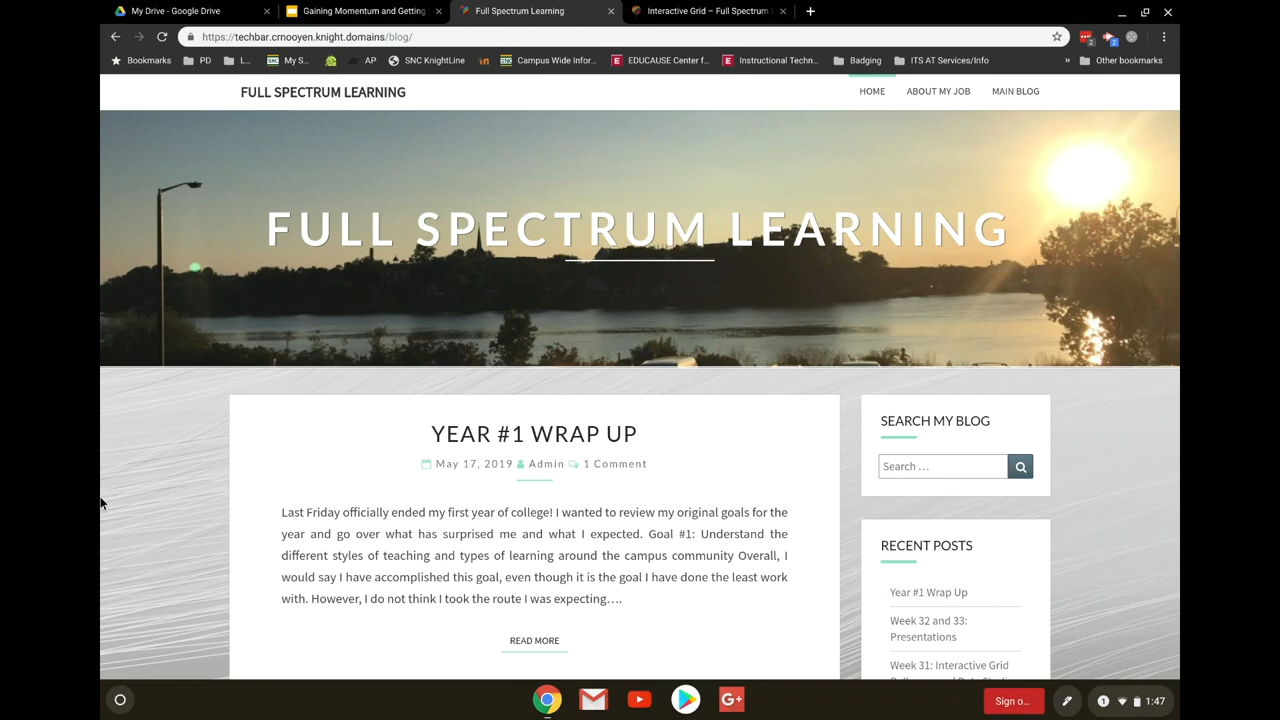 My Drive - Google Drive
Gaining Momentum and Getting
Full Spectrum Learning
Interactive Grid – Full Spectrum
https://techbar.crnooyen.knight.domains/blog/
Bookmarks PD L... My S... SNC AP SNC KnightLine SNC Campus Wide Infor... EDUCAUSE Center f... Instructional Techn... Badging ITS AT Services/Info » Other bookmarks
FULL SPECTRUM LEARNING
HOME ABOUT MY JOB MAIN BLOG
FULL SPECTRUM LEARNING
YEAR #1 WRAP UP
May 17, 2019 Admin 1 Comment
Last Friday officially ended my first year of college! I wanted to review my original goals for the
year and go over what has surprised me and what I expected. Goal #1: Understand the
different styles of teaching and types of learning around the campus community Overall, I
would say I have accomplished this goal, even though it is the goal I have done the least work
with. However, I do not think I took the route I was expecting….
READ MORE
SEARCH MY BLOG
Search …
RECENT POSTS
Year #1 Wrap Up
Week 32 and 33:
Presentations
Week 31: Interactive Grid
Sign o...
1 1:47